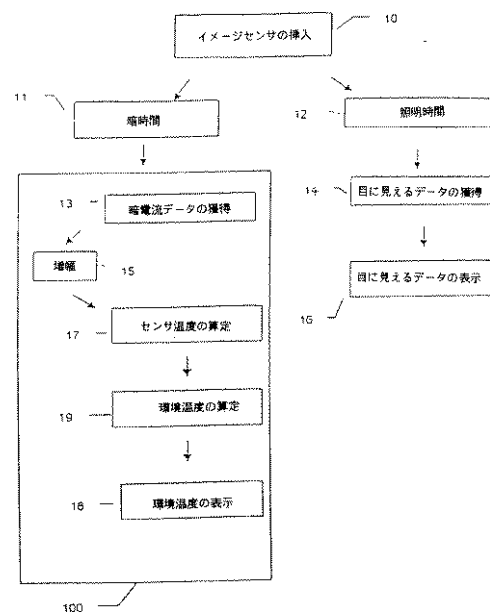 イメージセンサの挿入
10
11
暗時間
12
照明時間
13
暗電流データの獲得
14
目に見えるデータの獲得
増幅
15
目に見えるデータの表示
16
センサ温度の算定
17
環境温度の算定
19
環境温度の表示
18
100